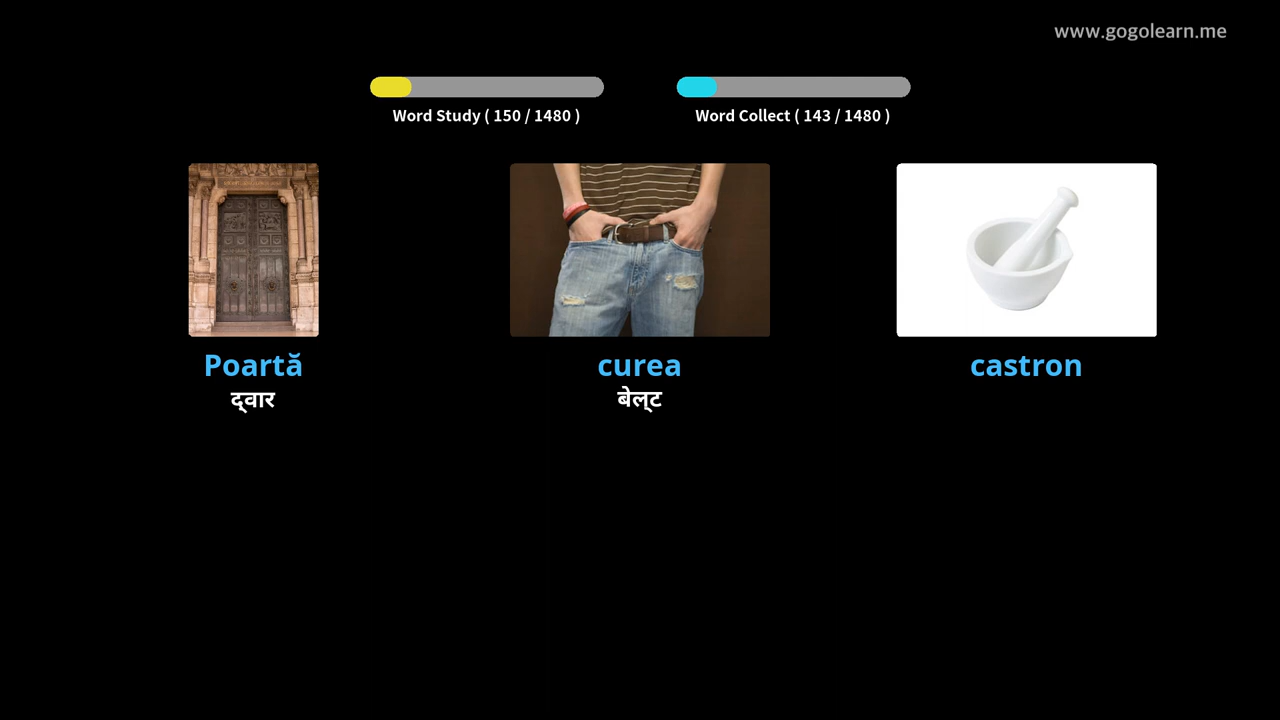 www.gogolearn.me
Word Study ( 150 / 1480 )
Word Collect ( 143 / 1480 )
Poartă
द्वार
curea
बेल्ट
castron